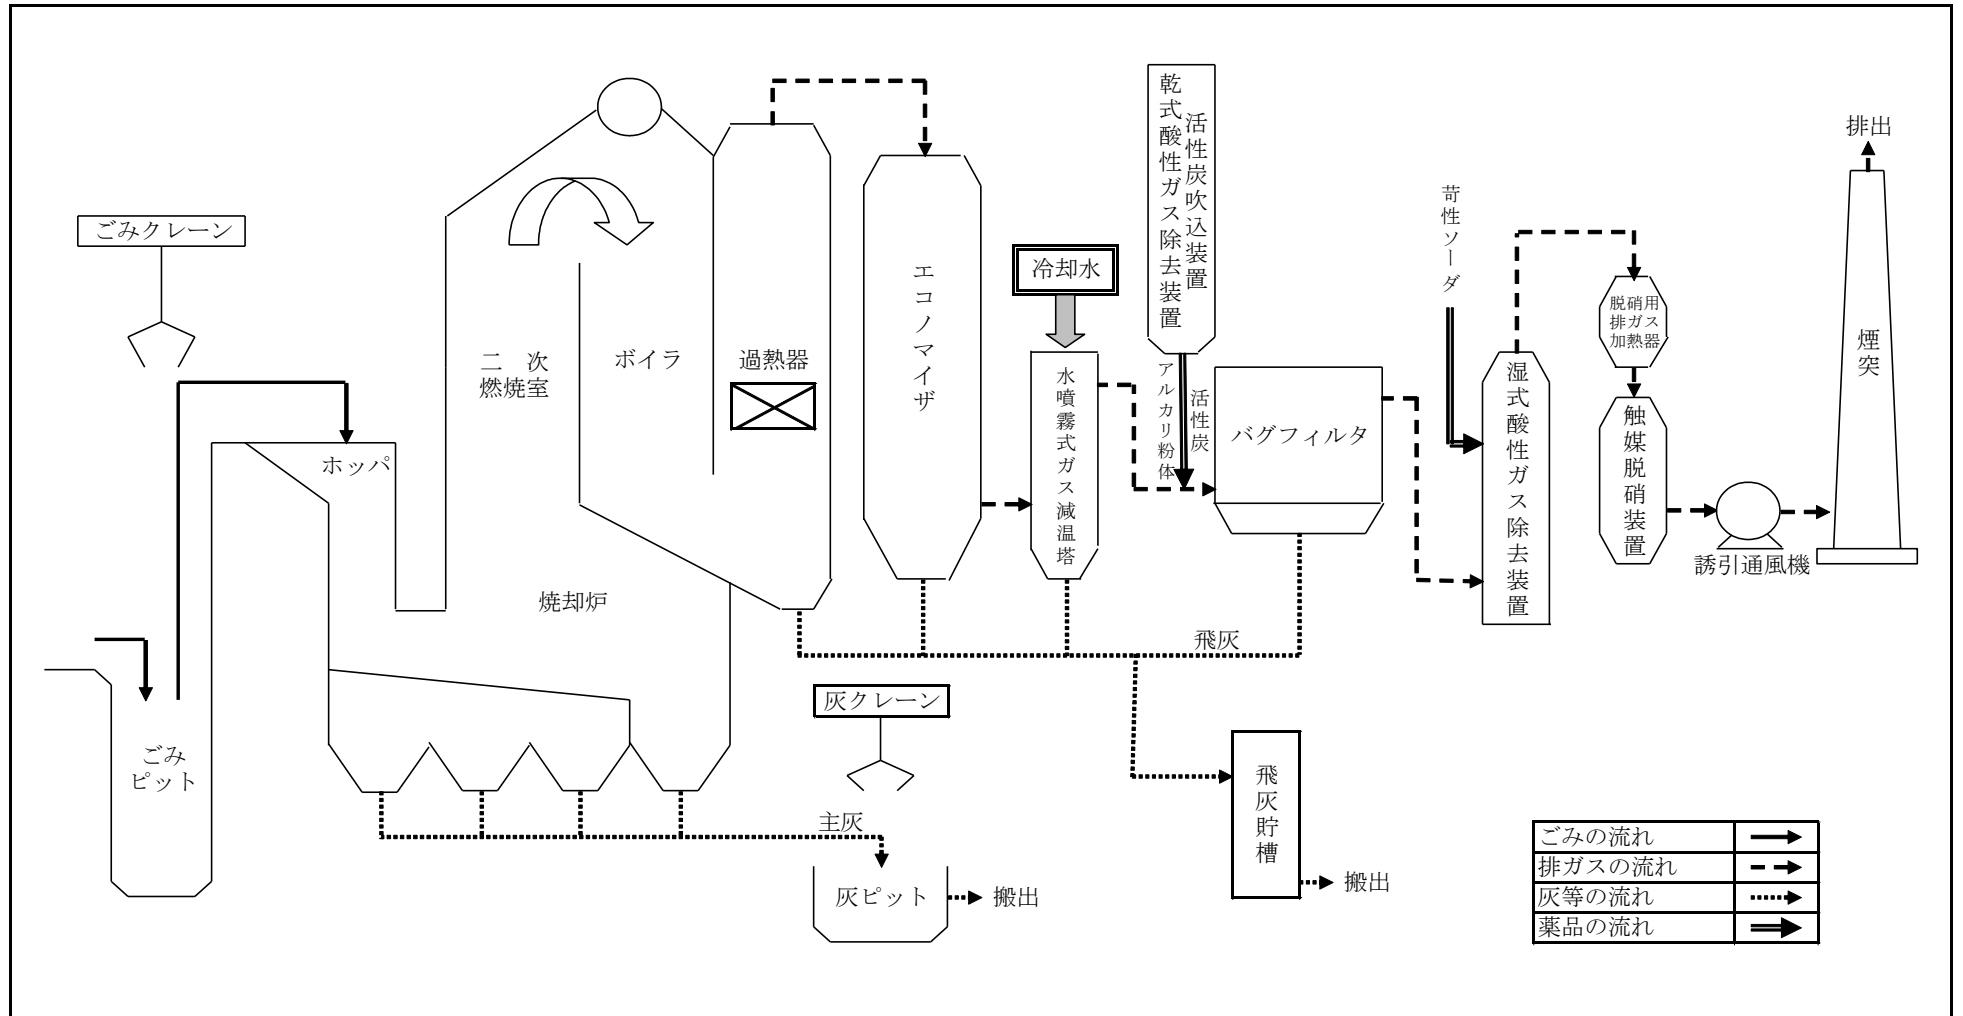 ごみクレーン
二 次
燃焼室
ボイラ
過熱器
エコノマイザ
冷却水
水噴霧式ガス減温塔
乾式酸性ガス除去装置
活性炭吹込装置
アルカリ粉体
活性炭
バグフィルタ
苛性ソーダ
湿式酸性ガス除去装置
脱硝用
排ガス
加熱器
触媒脱硝装置
誘引通風機
煙突
排出
ホッパ
焼却炉
ごみ
ピット
飛灰
灰クレーン
主灰
灰ピット
搬出
飛灰貯槽
搬出
ごみの流れ
排ガスの流れ
灰等の流れ
薬品の流れ